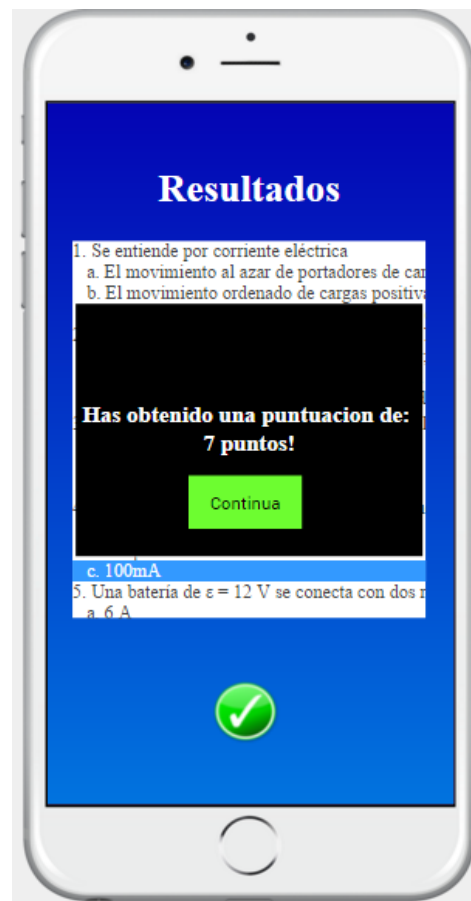 Resultados
1. Se entiende por corriente eléctrica
a. El movimiento al azar de portadores de
b. El movimiento ordenado de cargas
Has obtenido una puntuacion de:
7 puntos!
Continua
c. 100mA
5. Una batería de ε = 12 V se conecta con dos
a. 6 A